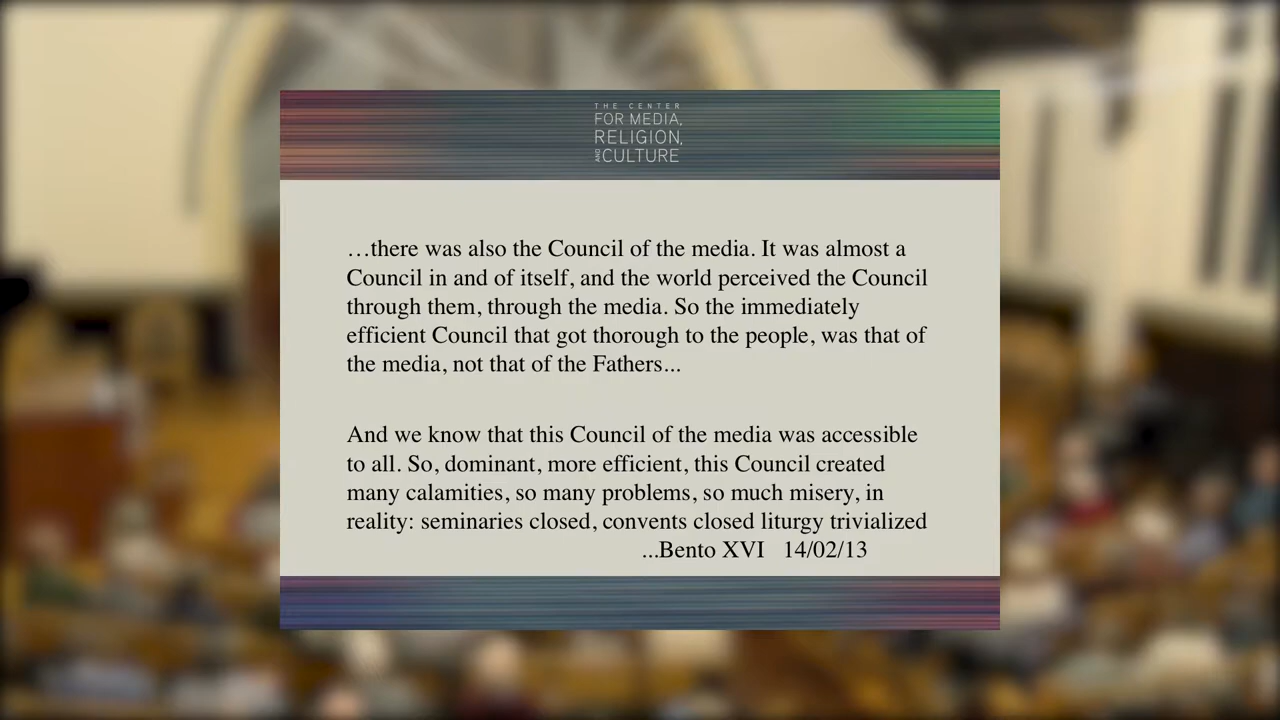 THE CENTER
FOR MEDIA,
RELIGION,
AND CULTURE
…there was also the Council of the media. It was almost a
Council in and of itself, and the world perceived the Council
through them, through the media. So the immediately
efficient Council that got thorough to the people, was that of
the media, not that of the Fathers...
And we know that this Council of the media was accessible
to all. So, dominant, more efficient, this Council created
many calamities, so many problems, so much misery, in
reality: seminaries closed, convents closed liturgy trivialized
...Bento XVI 14/02/13